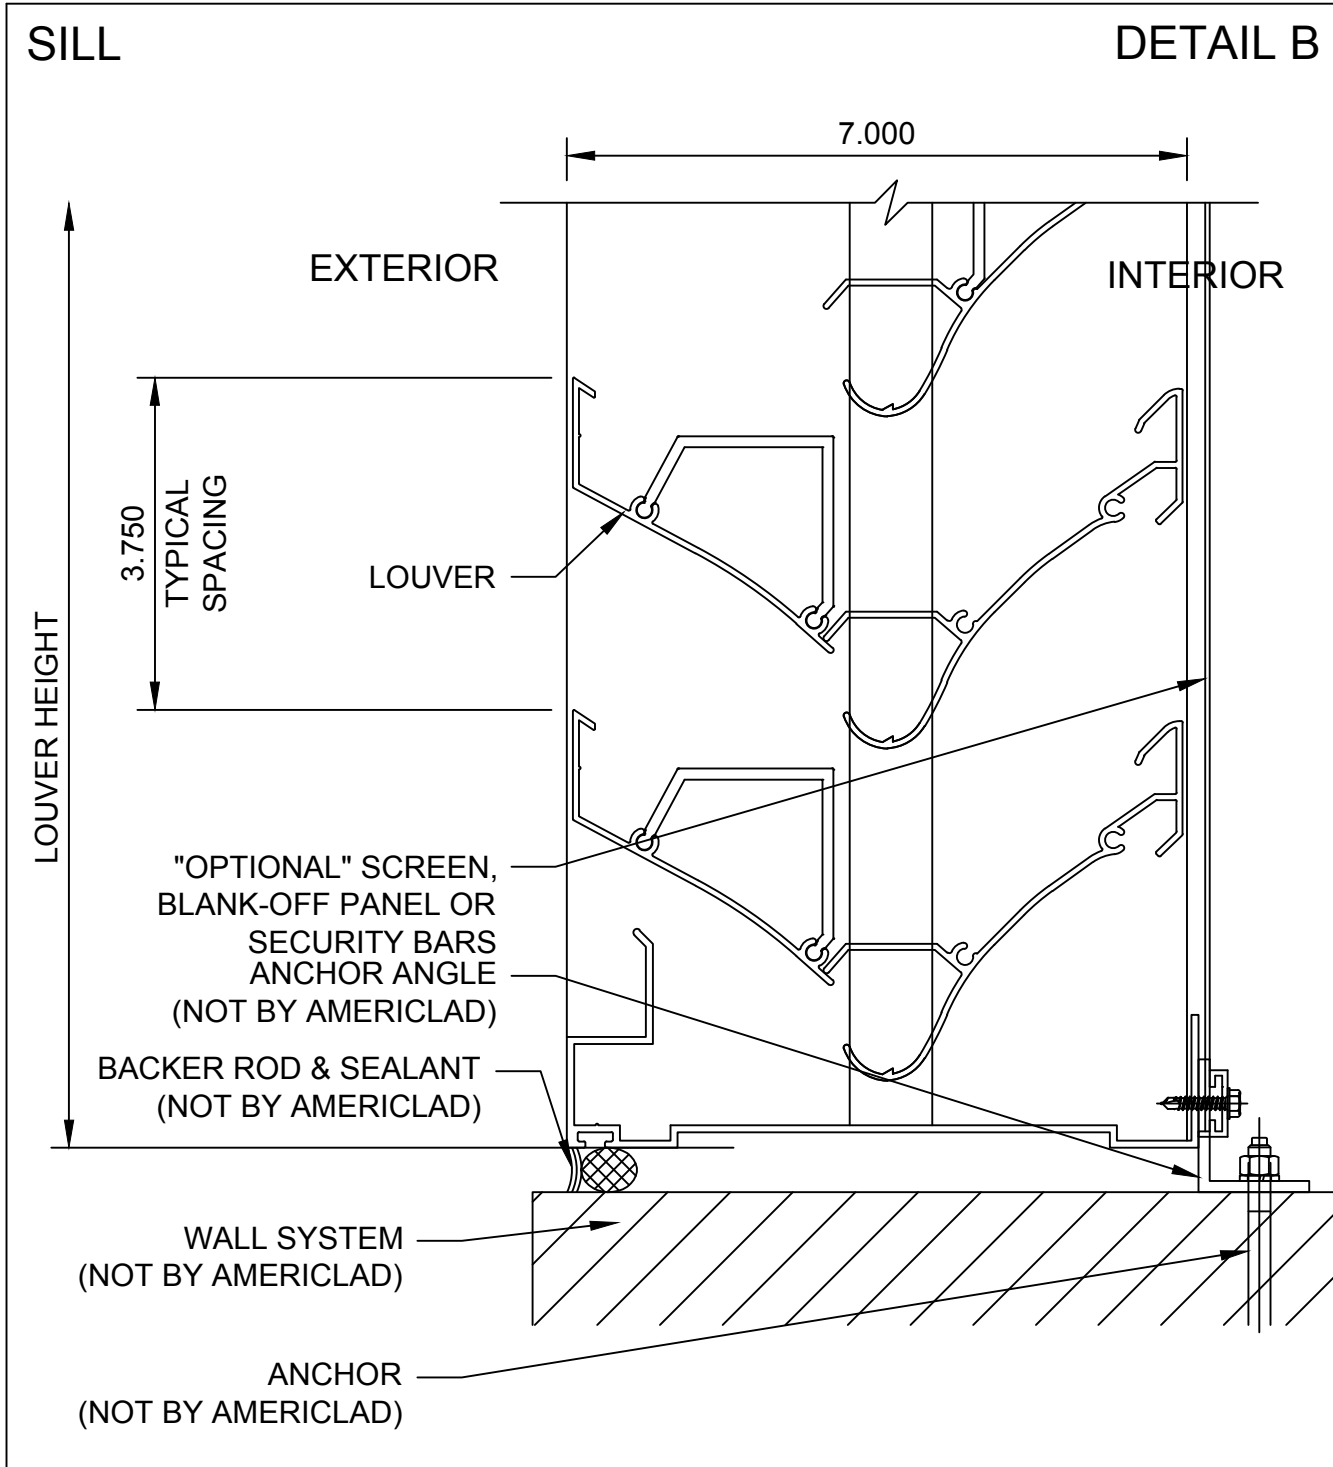 SILL
DETAIL B
7.000
EXTERIOR
INTERIOR
3.750
TYPICAL
SPACING
LOUVER
LOUVER HEIGHT
"OPTIONAL" SCREEN,
BLANK-OFF PANEL OR
SECURITY BARS
ANCHOR ANGLE
(NOT BY AMERICLAD)
BACKER ROD & SEALANT
(NOT BY AMERICLAD)
WALL SYSTEM
(NOT BY AMERICLAD)
ANCHOR
(NOT BY AMERICLAD)